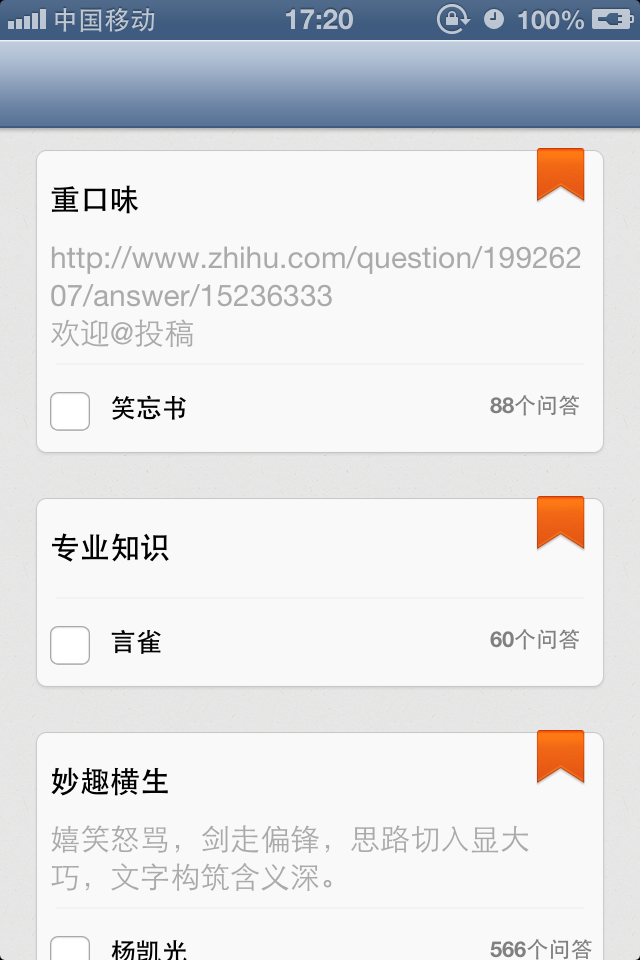 中国移动 17:20 100%
重口味
http://www.zhihu.com/question/199262
07/answer/15236333
欢迎@投稿
笑忘书 88个问答
专业知识
言雀 60个问答
妙趣横生
嬉笑怒骂，剑走偏锋，思路切入显大
巧，文字构筑含义深。
杨凯光 566个问答